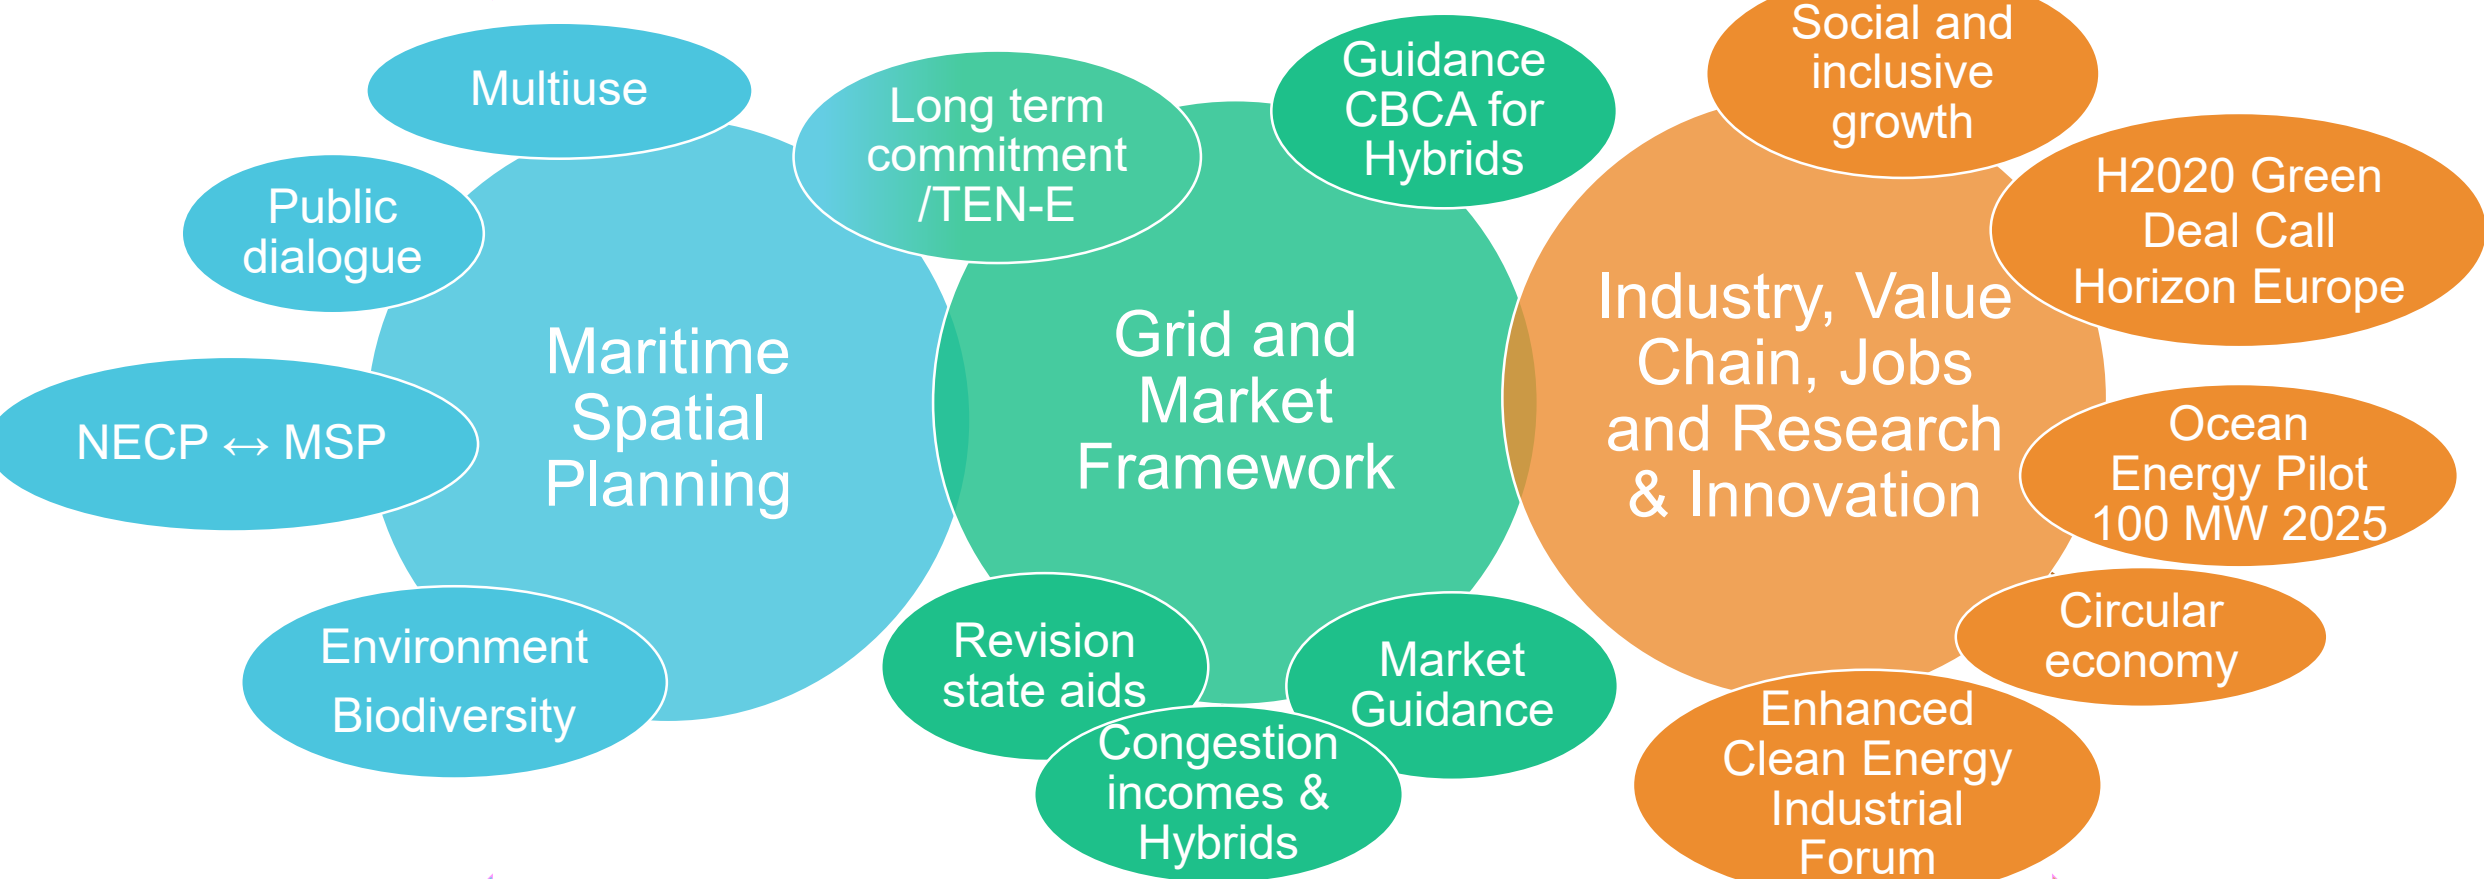 Multiuse
Public
dialogue
NECP ↔ MSP
Environment
Biodiversity
Maritime
Spatial
Planning
Long term
commitment
/TEN-E
Guidance
CBCA for
Hybrids
Grid and
Market
Framework
Revision
state aids
Congestion
incomes &
Hybrids
Market
Guidance
Social and
inclusive
growth
H2020 Green
Deal Call
Horizon Europe
Industry, Value
Chain, Jobs
and Research
& Innovation
Ocean
Energy Pilot
100 MW 2025
Circular
economy
Enhanced
Clean Energy
Industrial
Forum